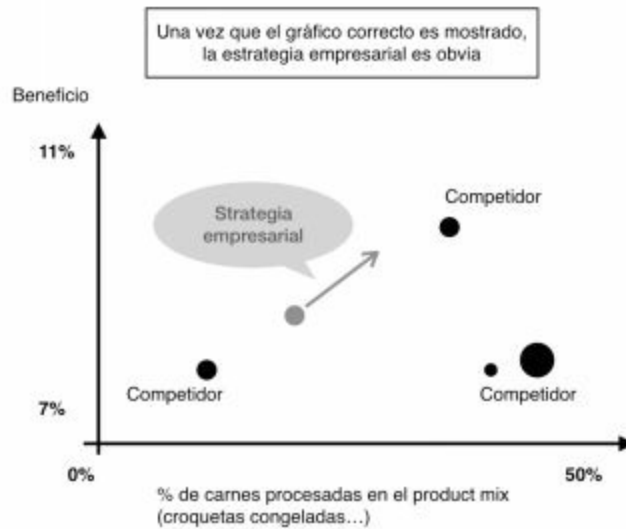 Una vez que el gráfico correcto es mostrado,
la estrategia empresarial es obvia
Beneficio
11%
Competidor
Strategia
empresarial
Competidor
Competidor
7%
0%
50%
% de carnes procesadas en el product mix
(croquetas congeladas...)